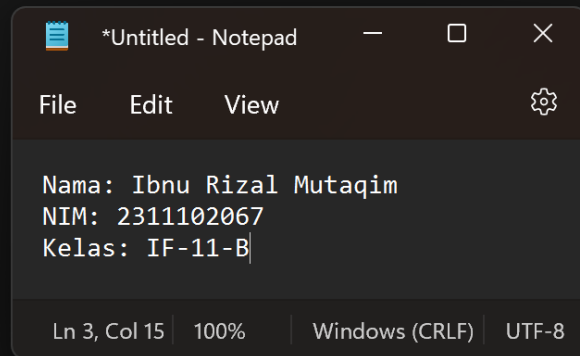 *Untitled - Notepad
File Edit View
Nama: Ibnu Rizal Mutaqim
NIM: 2311102067
Kelas: IF-11-B
Ln 3, Col 15 100% Windows (CRLF) UTF-8